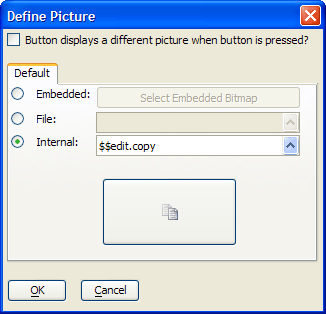 Define Picture
Button displays a different picture when button is pressed?
Default
Embedded: Select Embedded Bitmap
File:
Internal: $$edit.copy
OK Cancel